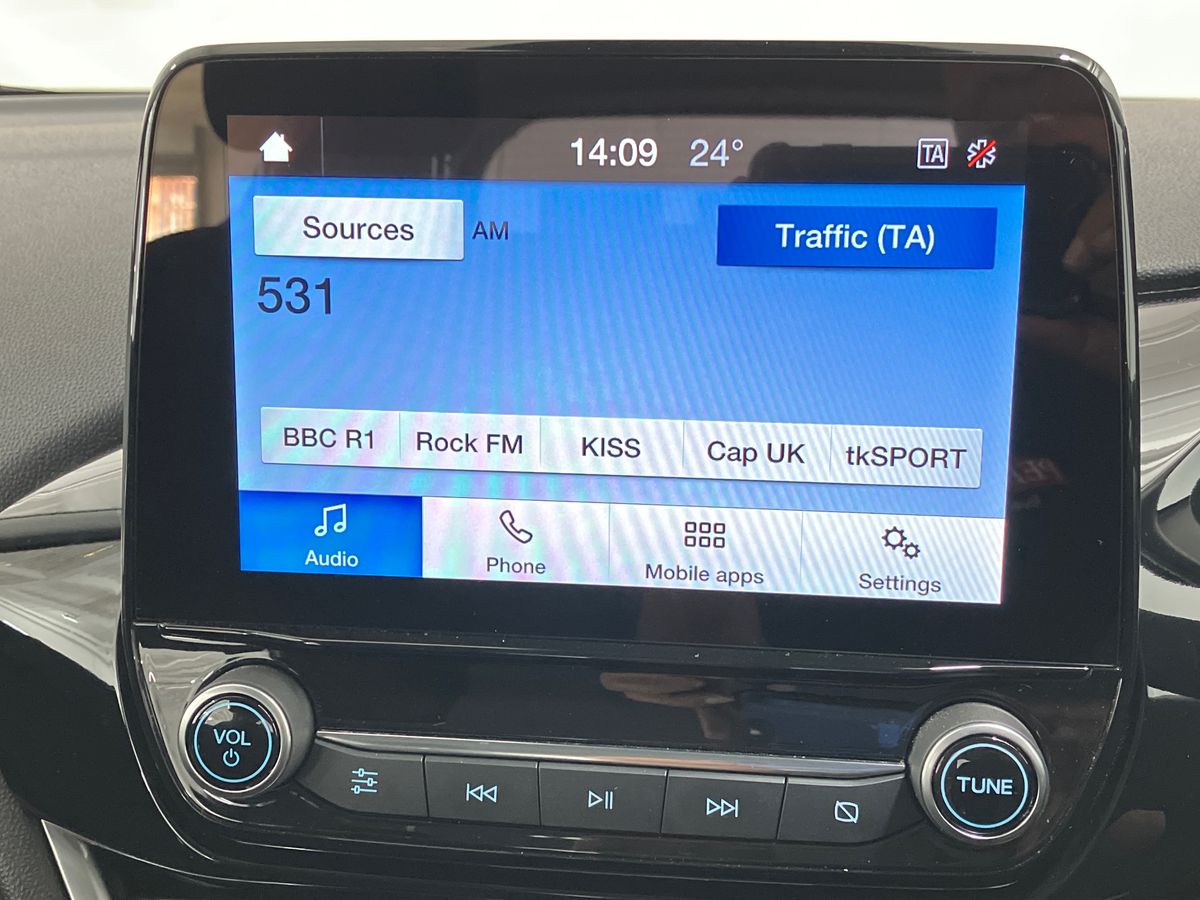 14:09 24° TA
Sources AM Traffic (TA)
531
BBC R1 Rock FM KISS Cap UK tkSPORT
Audio Phone Mobile apps Settings
VOL TUNE